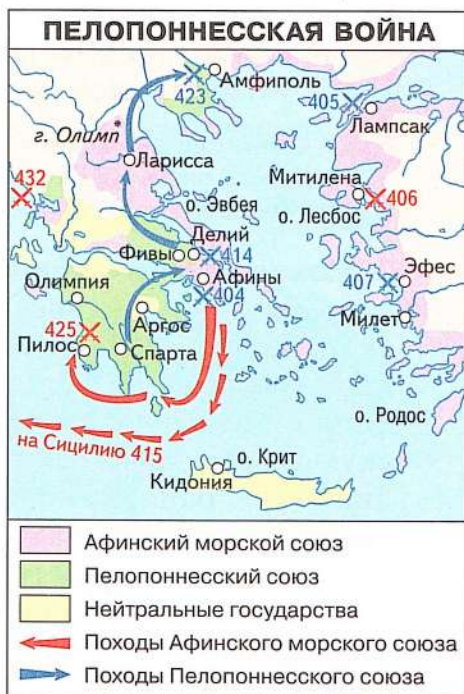 ПЕЛОПОННЕССКАЯ ВОЙНА
Амфиполь
423
405
Лампсак
г. Олимп
Ларисса
432
Митилена
406
о. Эвбея
о. Лесбос
Делий
Фивы
414
Эфес
Афины
407
Олимпия
404
Аргос
425
Милет
Пилос
Спарта
о. Родос
на Сицилию 415
о. Крит
Кидония
Афинский морской союз
Пелопоннесский союз
Нейтральные государства
Походы Афинского морского союза
Походы Пелопоннесского союза